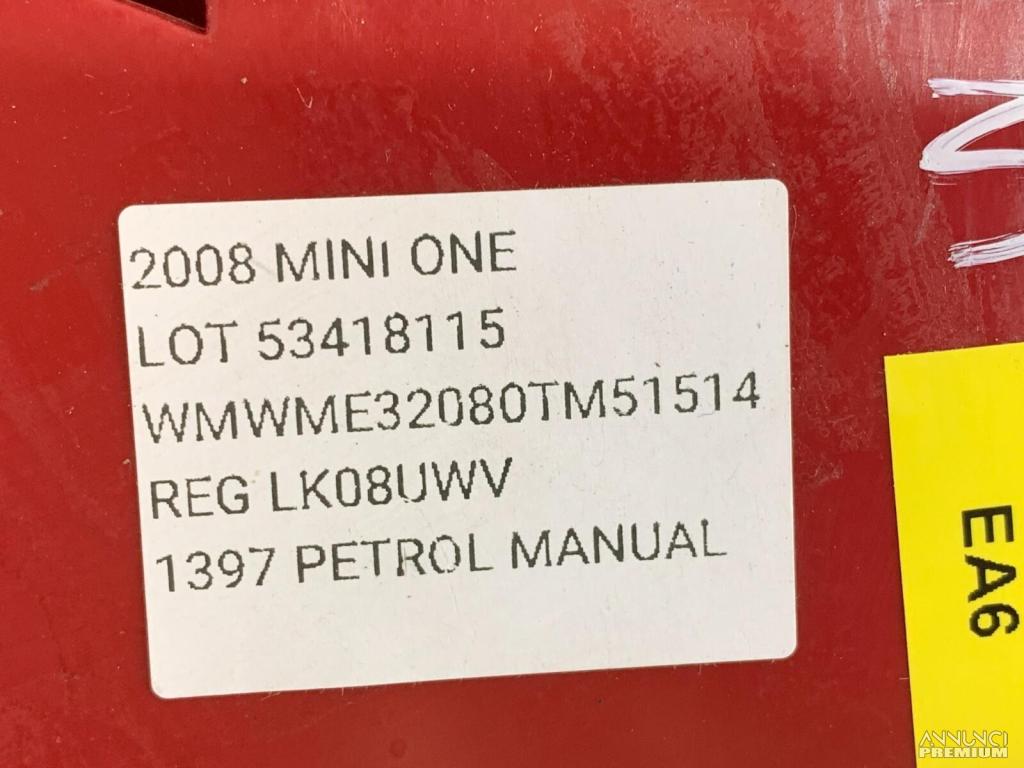 2008 MINI ONE
LOT 53418115
WMWME32080TM51514
REG LK08UWV
1397 PETROL MANUAL
EA6
ANNUNCI
PREMIUM